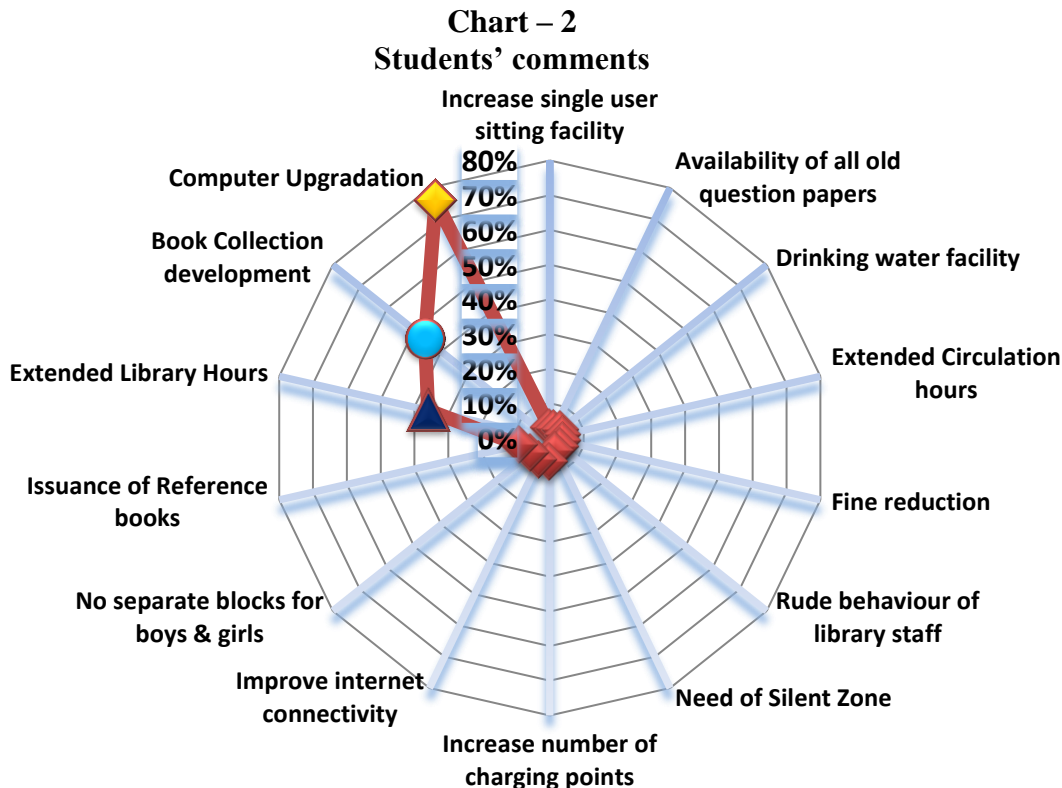 Chart – 2
Students’ comments
Increase single user
sitting facility
Availability of all old
question papers
Drinking water facility
Extended Circulation
hours
Fine reduction
Rude behaviour of
library staff
Need of Silent Zone
Increase number of
charging points
Improve internet
connectivity
No separate blocks for
boys & girls
Issuance of Reference
books
Extended Library Hours
Book Collection
development
Computer Upgradation
80%
70%
60%
50%
40%
30%
20%
10%
0%